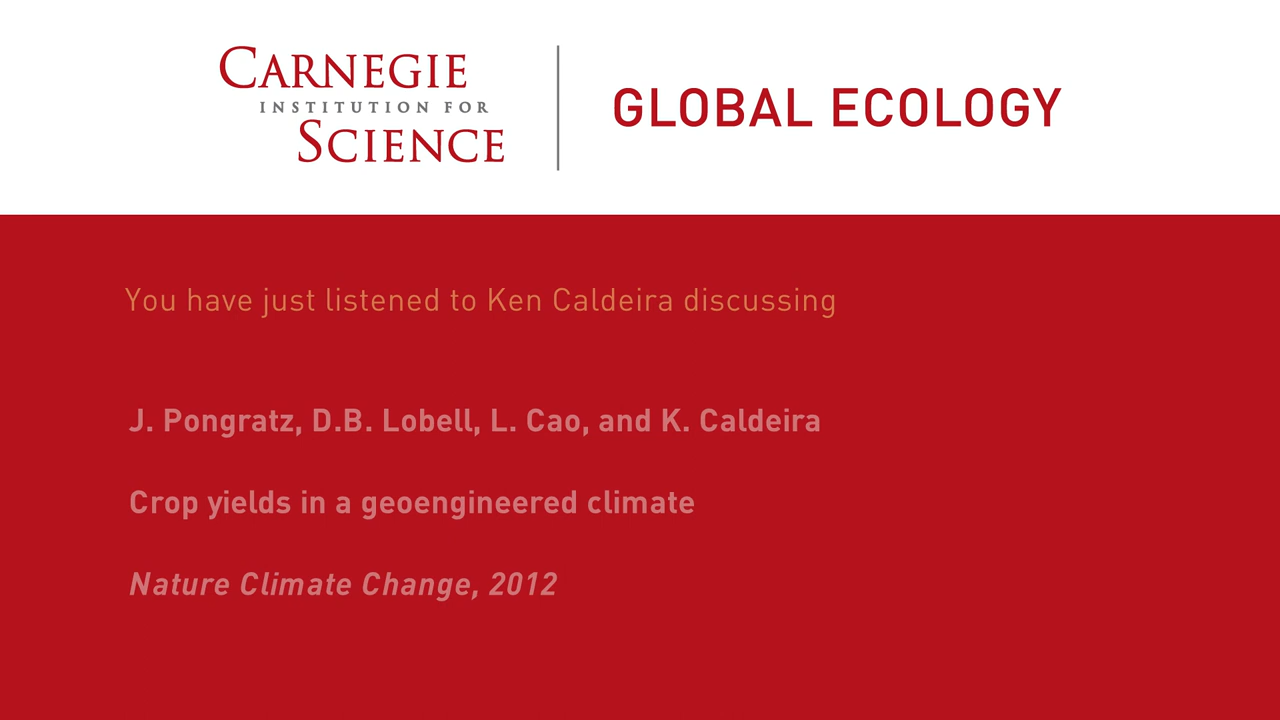 CARNEGIE
INSTITUTION FOR
SCIENCE
GLOBAL ECOLOGY
You have just listened to Ken Caldeira discussing
J. Pongratz, D.B. Lobell, L. Cao, and K. Caldeira
Crop yields in a geoengineered climate
Nature Climate Change, 2012